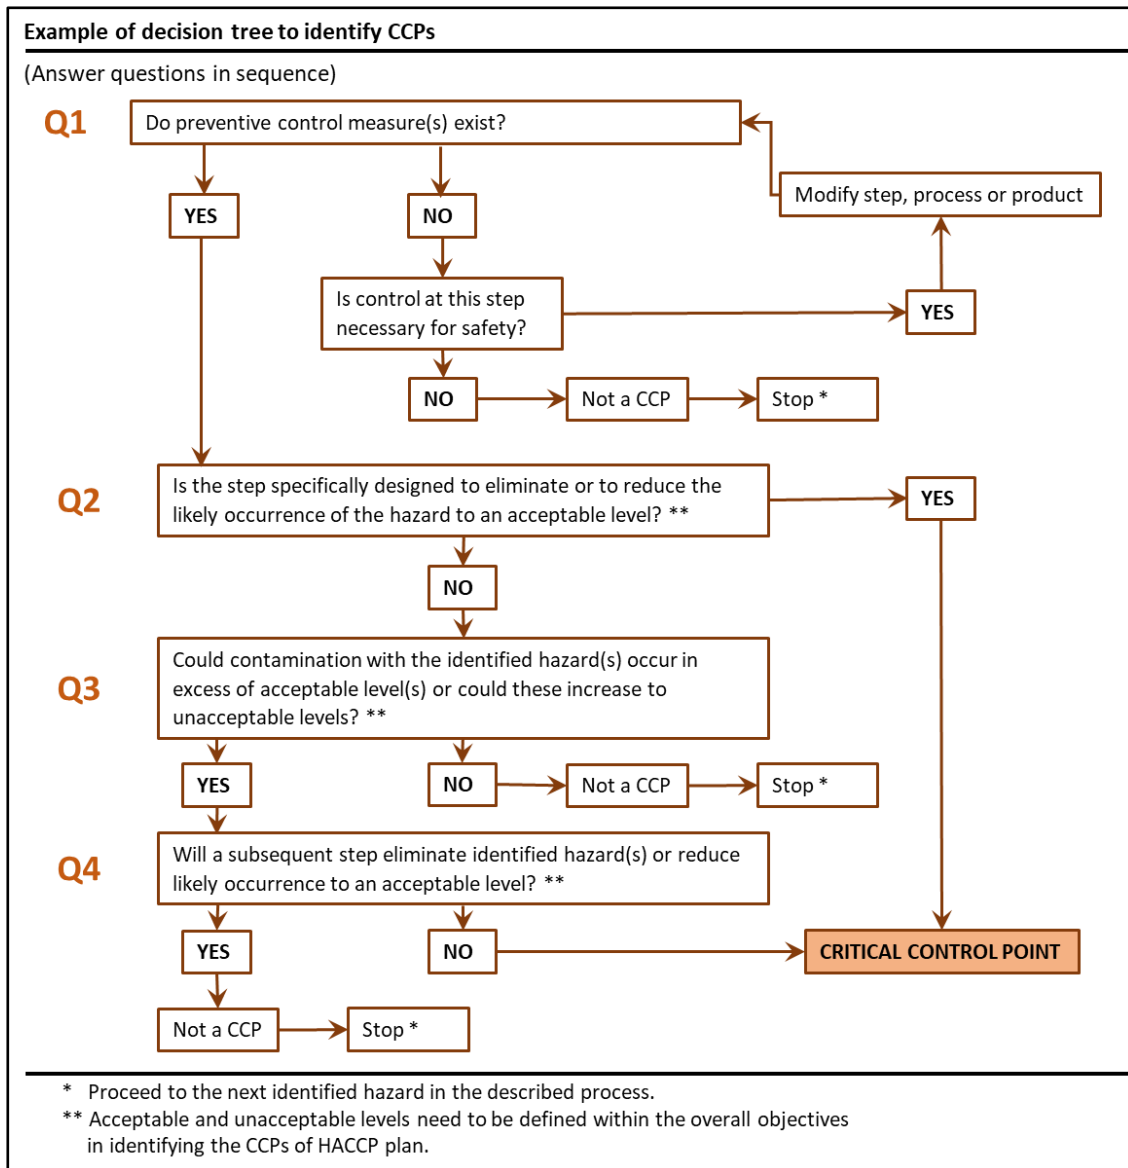 Example of decision tree to identify CCPs
(Answer questions in sequence)
Q1
Do preventive control measure(s) exist?
Modify step, process or product
YES
NO
Is control at this step
necessary for safety?
YES
NO
Not a CCP
Stop *
Q2
Is the step specifically designed to eliminate or to reduce the
likely occurrence of the hazard to an acceptable level? **
YES
NO
Q3
Could contamination with the identified hazard(s) occur in
excess of acceptable level(s) or could these increase to
unacceptable levels? **
YES
NO
Not a CCP
Stop *
Q4
Will a subsequent step eliminate identified hazard(s) or reduce
likely occurrence to an acceptable level? **
YES
NO
CRITICAL CONTROL POINT
Not a CCP
Stop *
* Proceed to the next identified hazard in the described process.
** Acceptable and unacceptable levels need to be defined within the overall objectives
in identifying the CCPs of HACCP plan.